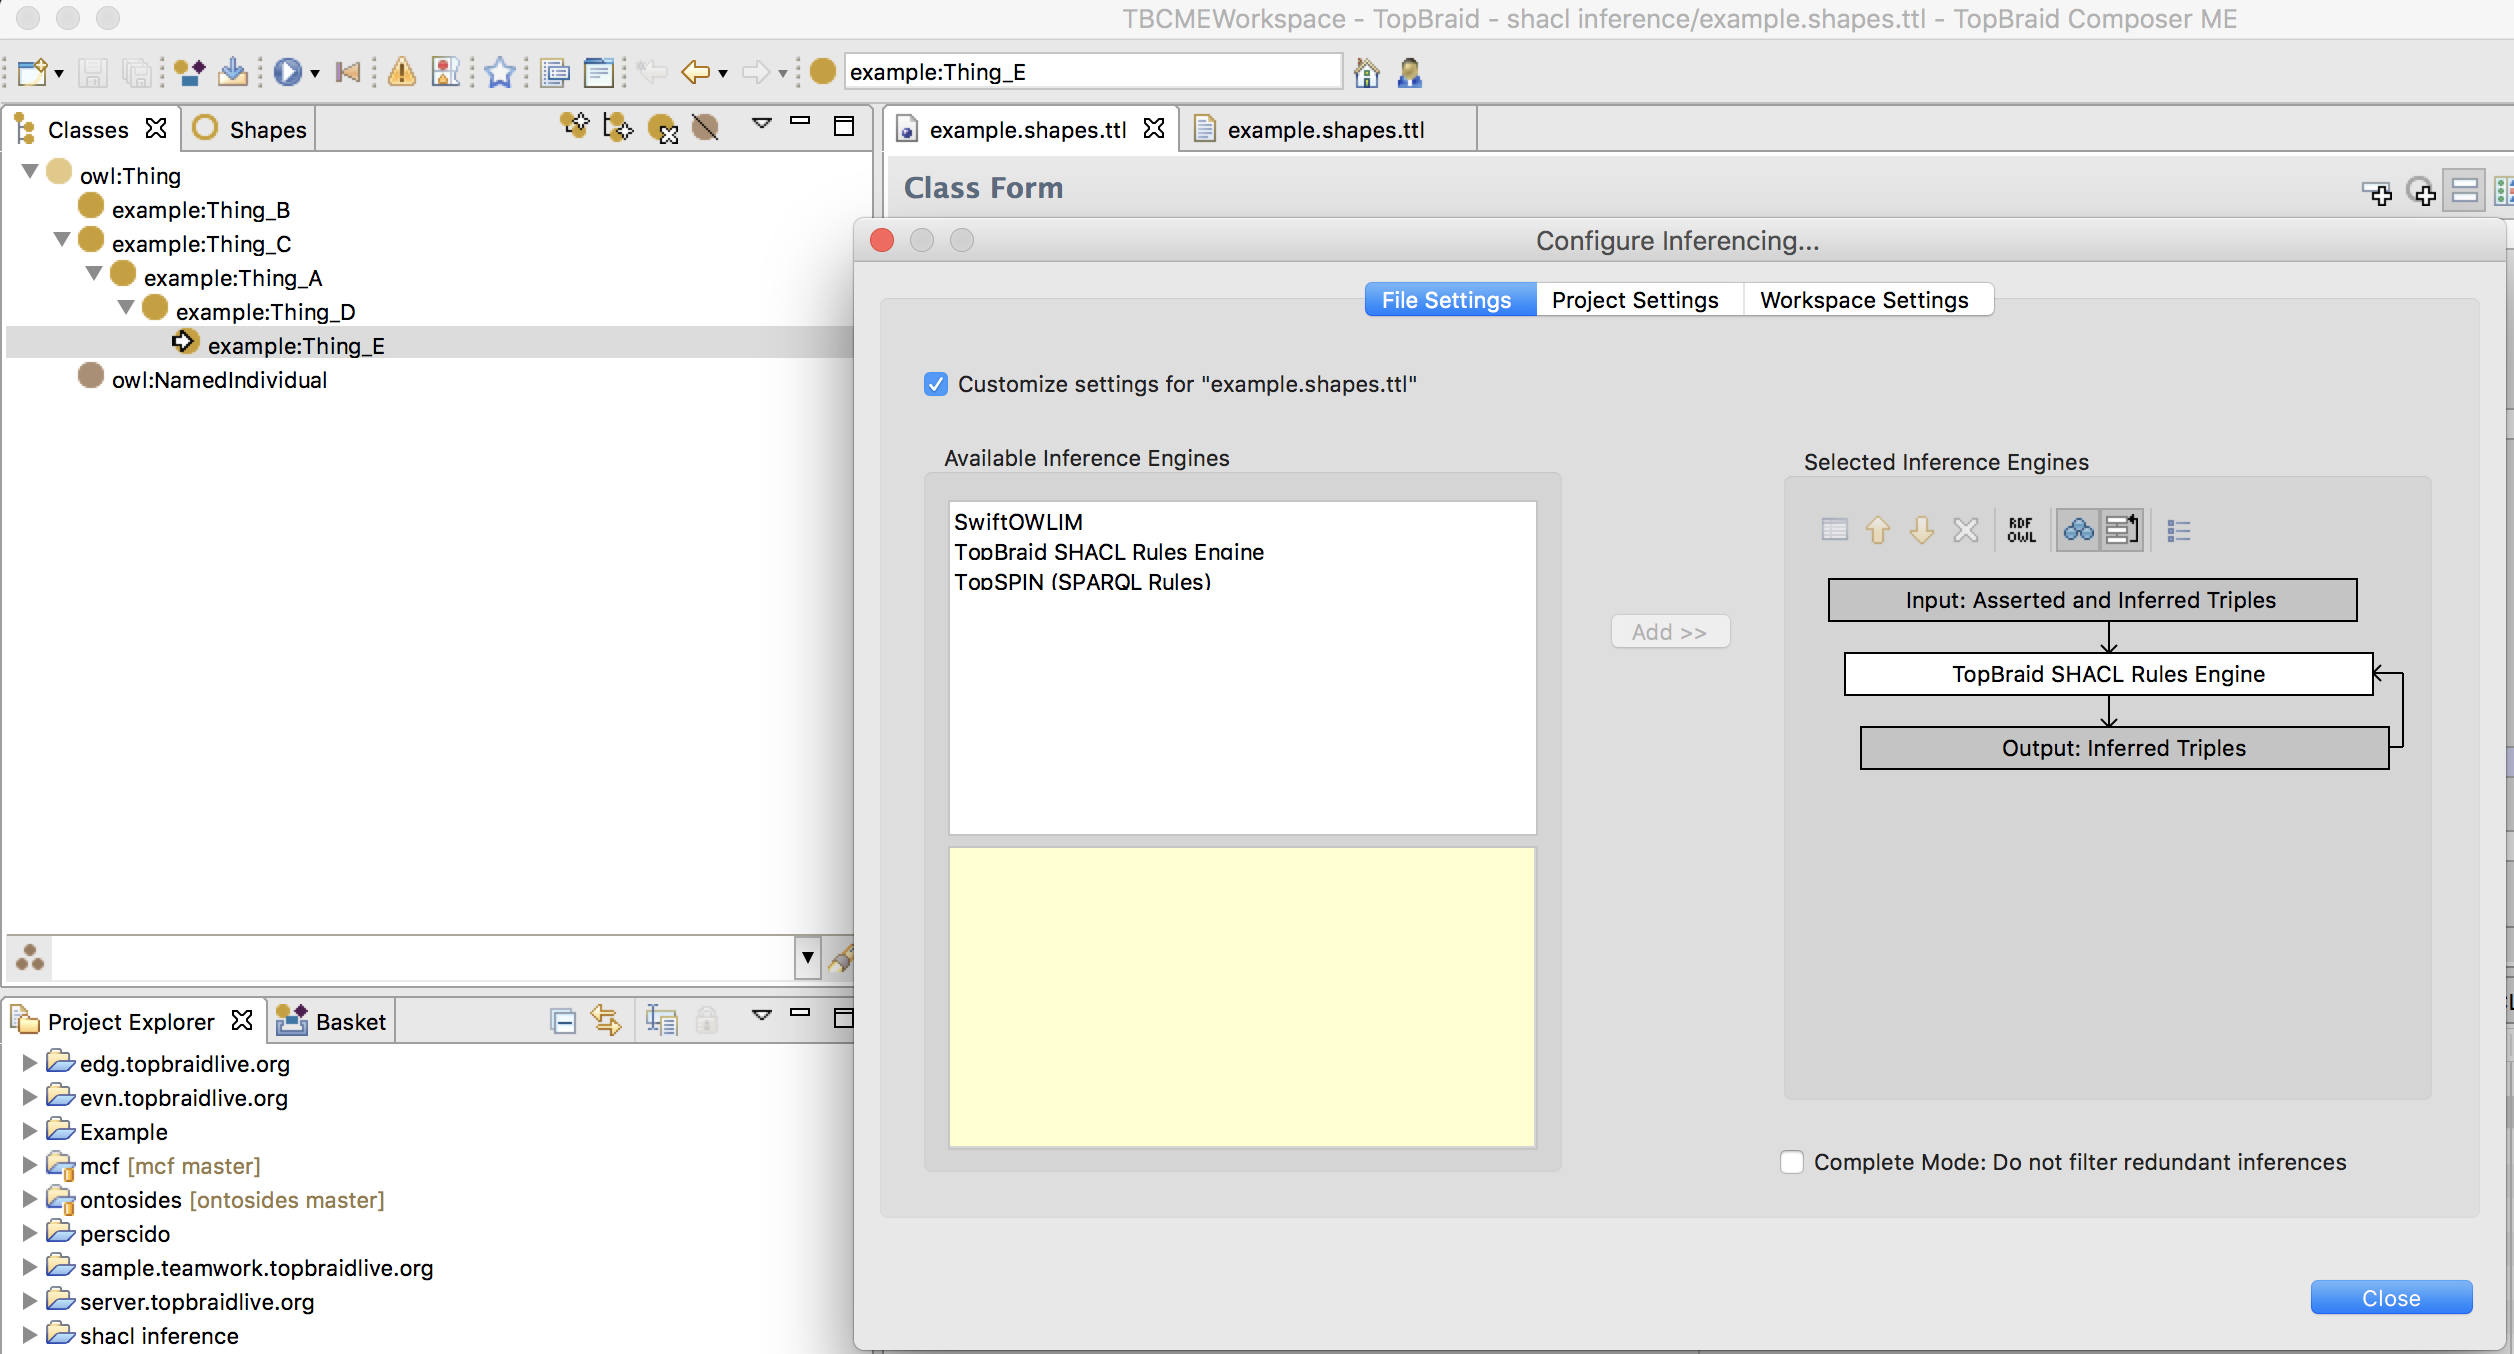 TBCMEWorkspace - TopBraid - shacl inference/example.shapes.ttl - TopBraid Composer ME
example:Thing_E
Classes
Shapes
owl:Thing
example:Thing_B
example:Thing_C
example:Thing_A
example:Thing_D
example:Thing_E
owl:NamedIndividual
example.shapes.ttl
example.shapes.ttl
Class Form
Configure Inferencing...
File Settings
Project Settings
Workspace Settings
Customize settings for "example.shapes.ttl"
Available Inference Engines
SwiftOWLIM
TopBraid SHACL Rules Engine
TopSPIN (SPARQL Rules)
Add >>
Selected Inference Engines
RDF
OWL
Input: Asserted and Inferred Triples
TopBraid SHACL Rules Engine
Output: Inferred Triples
Complete Mode: Do not filter redundant inferences
Close
Project Explorer
Basket
edg.topbraidlive.org
evn.topbraidlive.org
Example
mcf [mcf master]
ontosides [ontosides master]
perscido
sample.teamwork.topbraidlive.org
server.topbraidlive.org
shacl inference